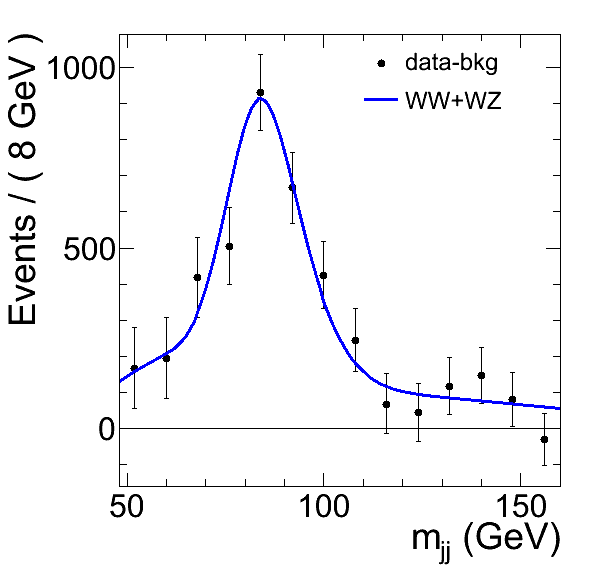 Events / ( 8 GeV )
1000
500
0
data-bkg
WW+WZ
50 100 150
m_jj (GeV)